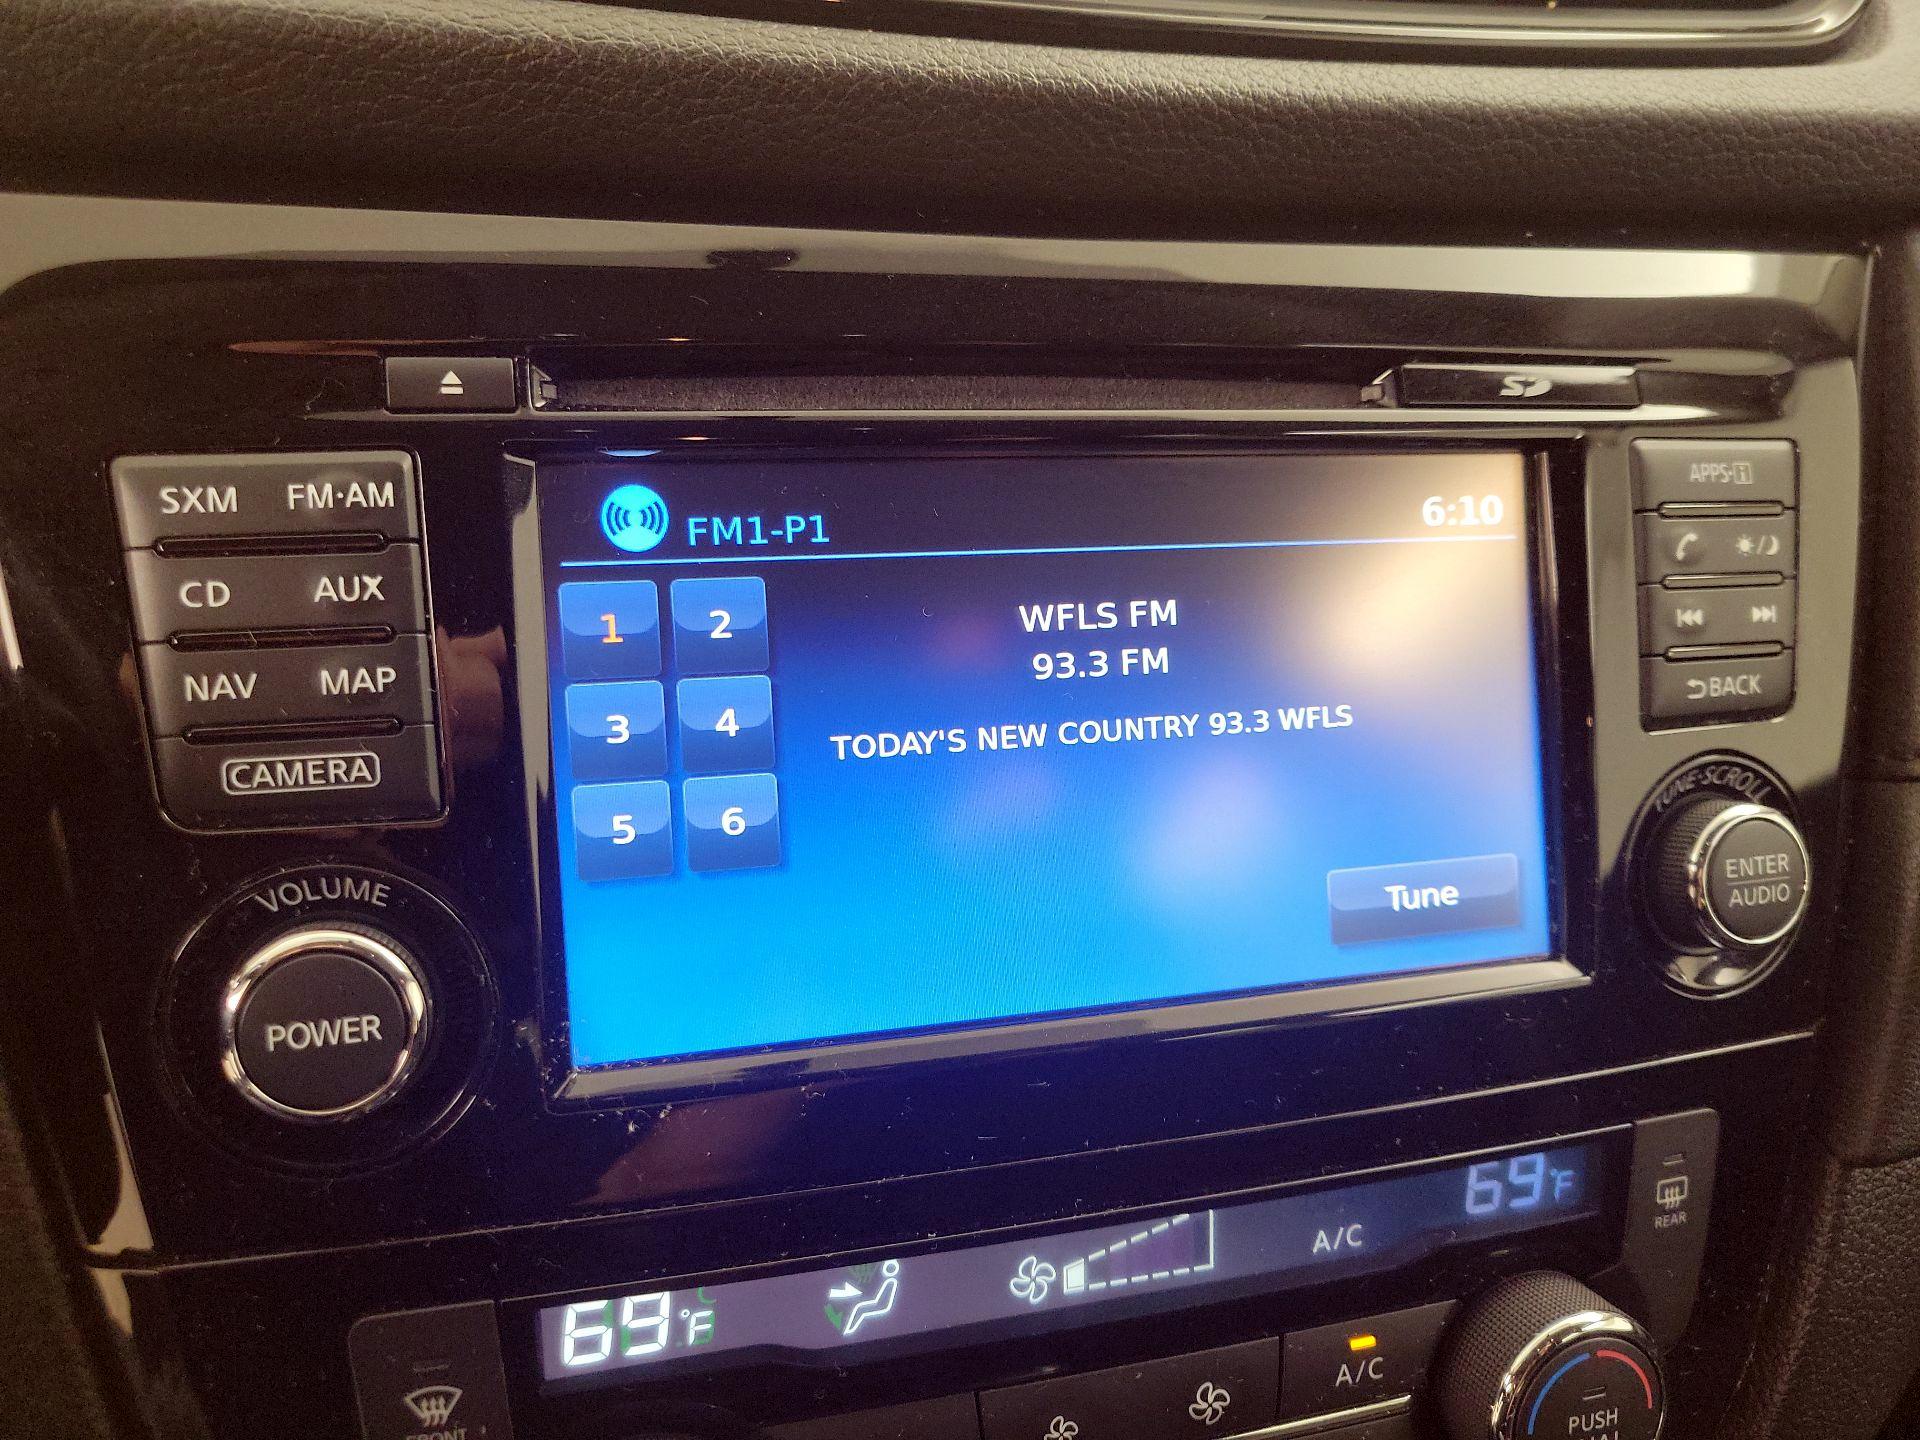 SD
SXM FM·AM
CD AUX
NAV MAP
CAMERA
VOLUME
POWER
FM1-P1
6:10
1 2
3 4
5 6
WFLS FM
93.3 FM
TODAY'S NEW COUNTRY 93.3 WFLS
Tune
APPS·i
BACK
TUNE·SCROLL
ENTER
AUDIO
69°F
A/C
69°F
REAR
FRONT
A/C
PUSH